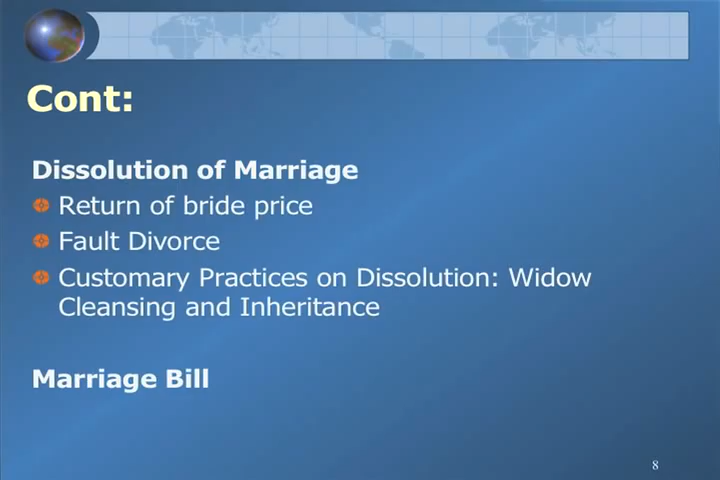 Cont:
Dissolution of Marriage
Return of bride price
Fault Divorce
Customary Practices on Dissolution: Widow
Cleansing and Inheritance
Marriage Bill
8